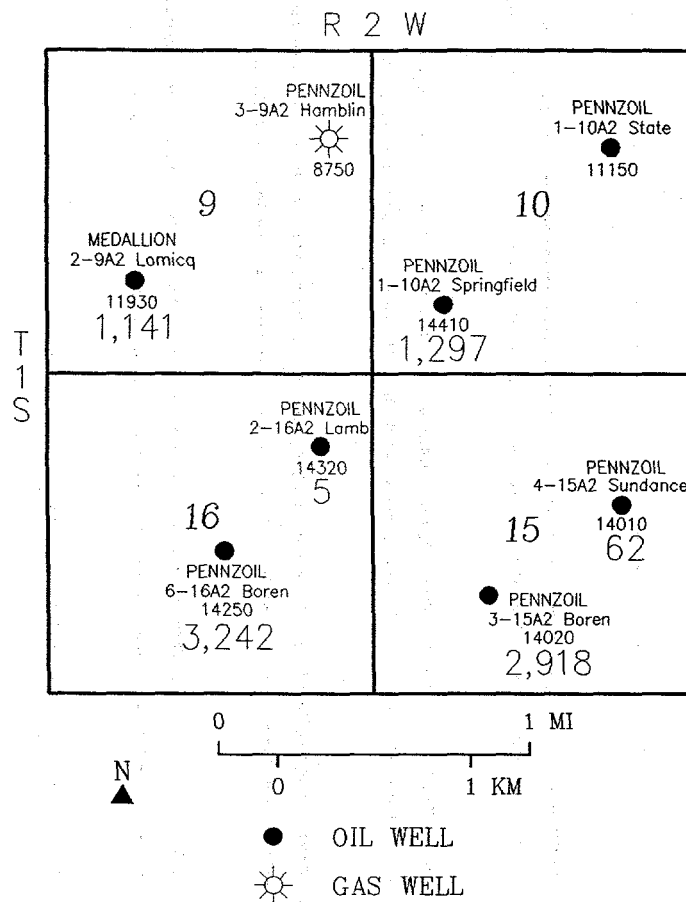 R 2 W
PENNZOIL
3-9A2 Hamblin
8750
9
MEDALLION
2-9A2 Lamicq
11930
1,141
PENNZOIL
1-10A2 State
11150
10
PENNZOIL
1-10A2 Springfield
14410
1,297
T
1
S
PENNZOIL
2-16A2 Lamb
14320
5
16
PENNZOIL
6-16A2 Boren
14250
3,242
PENNZOIL
4-15A2 Sundance
14010
62
15
PENNZOIL
3-15A2 Boren
14020
2,918
0 1 MI
0 1 KM
N
OIL WELL
GAS WELL